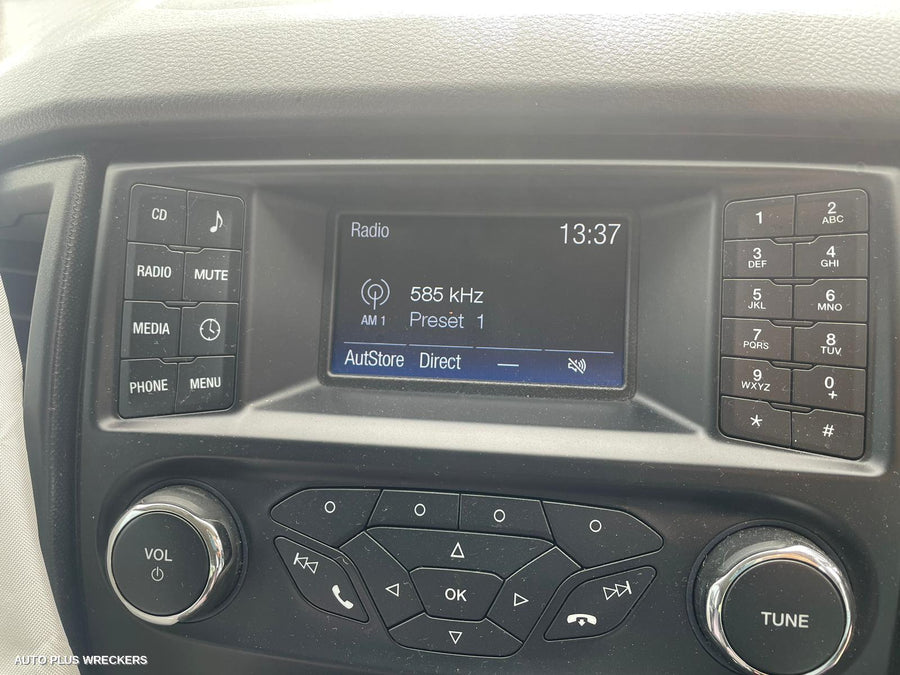 CD
RADIO MUTE
MEDIA
PHONE MENU
Radio 13:37
585 kHz
AM 1 Preset 1
AutStore Direct —
1 2 ABC
3 DEF 4 GHI
5 JKL 6 MNO
7 PQRS 8 TUV
9 WXYZ 0 +
* #
VOL
OK
TUNE
AUTO PLUS WRECKERS